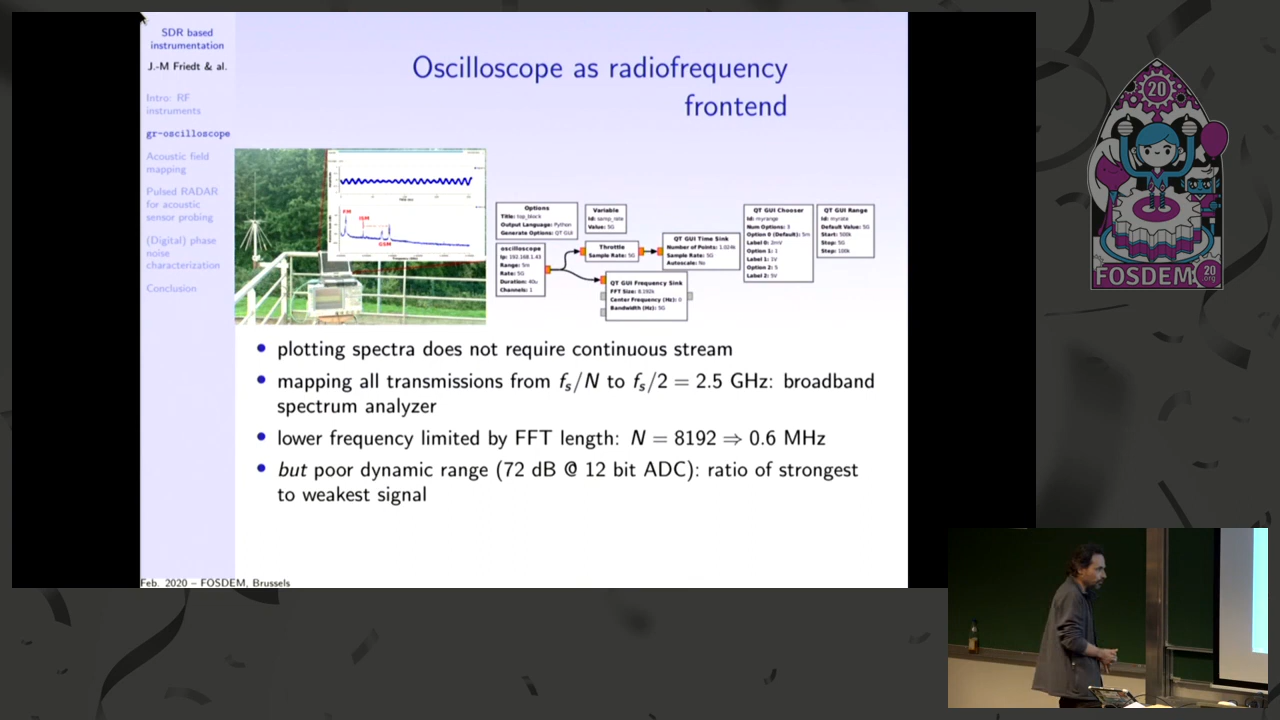 SDR based
instrumentation
J.-M Friedt & al.
Intro: RF
instruments
gr-oscilloscope
Acoustic field
mapping
Pulsed RADAR
for acoustic
sensor probing
(Digital) phase
noise
characterization
Conclusion
Oscilloscope as radiofrequency
frontend
FM
ISM
GSM
Options
Title: top_block
Output Language: Python
Generate Options: QT GUI
Variable
Id: samp_rate
Value: 5G
oscilloscope
Ip: 192.168.1.43
Range: 5m
Rate: 5G
Duration: 40u
Channels: 1
Throttle
Sample Rate: 5G
QT GUI Time Sink
Number of Points: 1.024k
Sample Rate: 5G
Autoscale: No
QT GUI Frequency Sink
FFT Size: 8.192k
Center Frequency (Hz): 0
Bandwidth (Hz): 5G
QT GUI Chooser
Id: myrange
Num Options: 3
Option 0 (Default): 5m
Label 0: 2mV
Option 1: 1
Label 1: 1V
Option 2: 5
Label 2: 5V
QT GUI Range
Id: myrate
Default Value: 5G
Start: 500k
Stop: 5G
Step: 100k
• plotting spectra does not require continuous stream
• mapping all transmissions from fs/N to fs/2 = 2.5 GHz: broadband
spectrum analyzer
• lower frequency limited by FFT length: N = 8192 ⇒ 0.6 MHz
• but poor dynamic range (72 dB @ 12 bit ADC): ratio of strongest
to weakest signal
Feb. 2020 – FOSDEM, Brussels
20
FOSDEM
20
.org